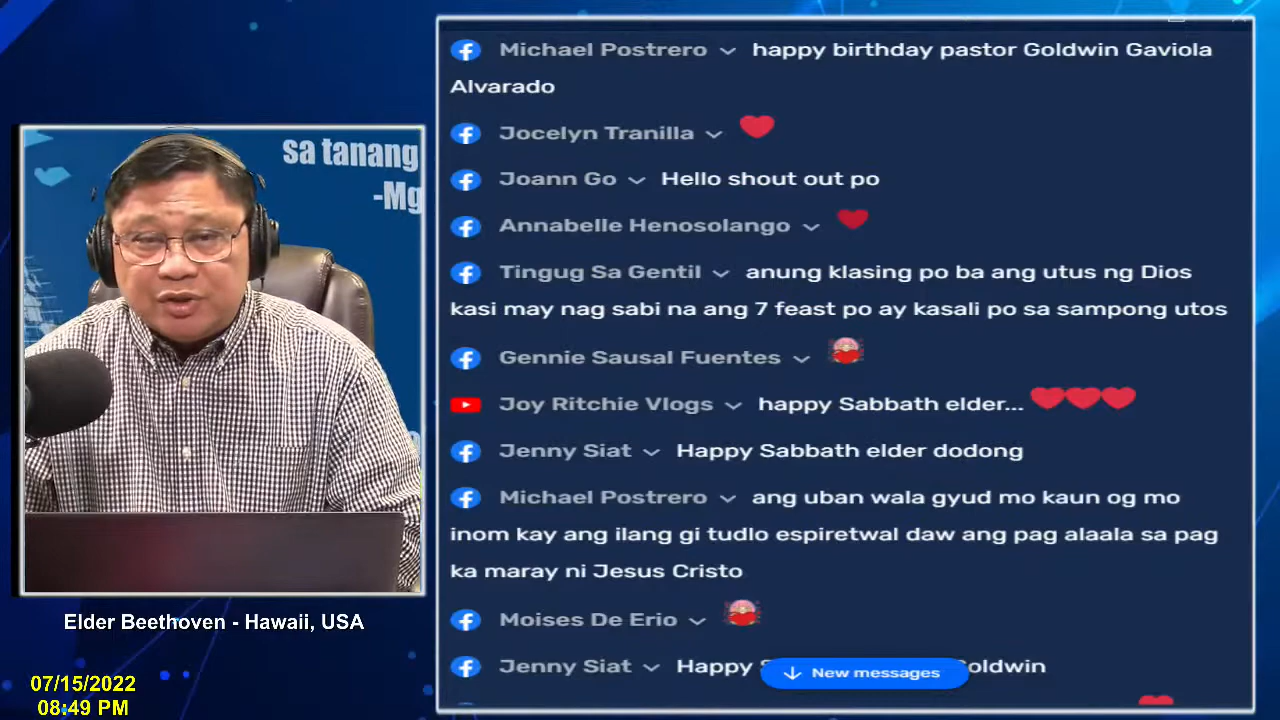 sa tanang
-Mg
Elder Beethoven - Hawaii, USA
07/15/2022
08:49 PM
Michael Postrero happy birthday pastor Goldwin Gaviola
Alvarado
Jocelyn Tranilla
Joann Go Hello shout out po
Annabelle Henosolango
Tingug Sa Gentil anung klasing po ba ang utus ng Dios
kasi may nag sabi na ang 7 feast po ay kasali po sa sampong utos
Gennie Sausal Fuentes
Joy Ritchie Vlogs happy Sabbath elder...
Jenny Siat Happy Sabbath elder dodong
Michael Postrero ang uban wala gyud mo kaun og mo
inom kay ang ilang gi tudlo espiretwal daw ang pag alaala sa pag
ka maray ni Jesus Cristo
Moises De Erio
Jenny Siat Happy
New messages